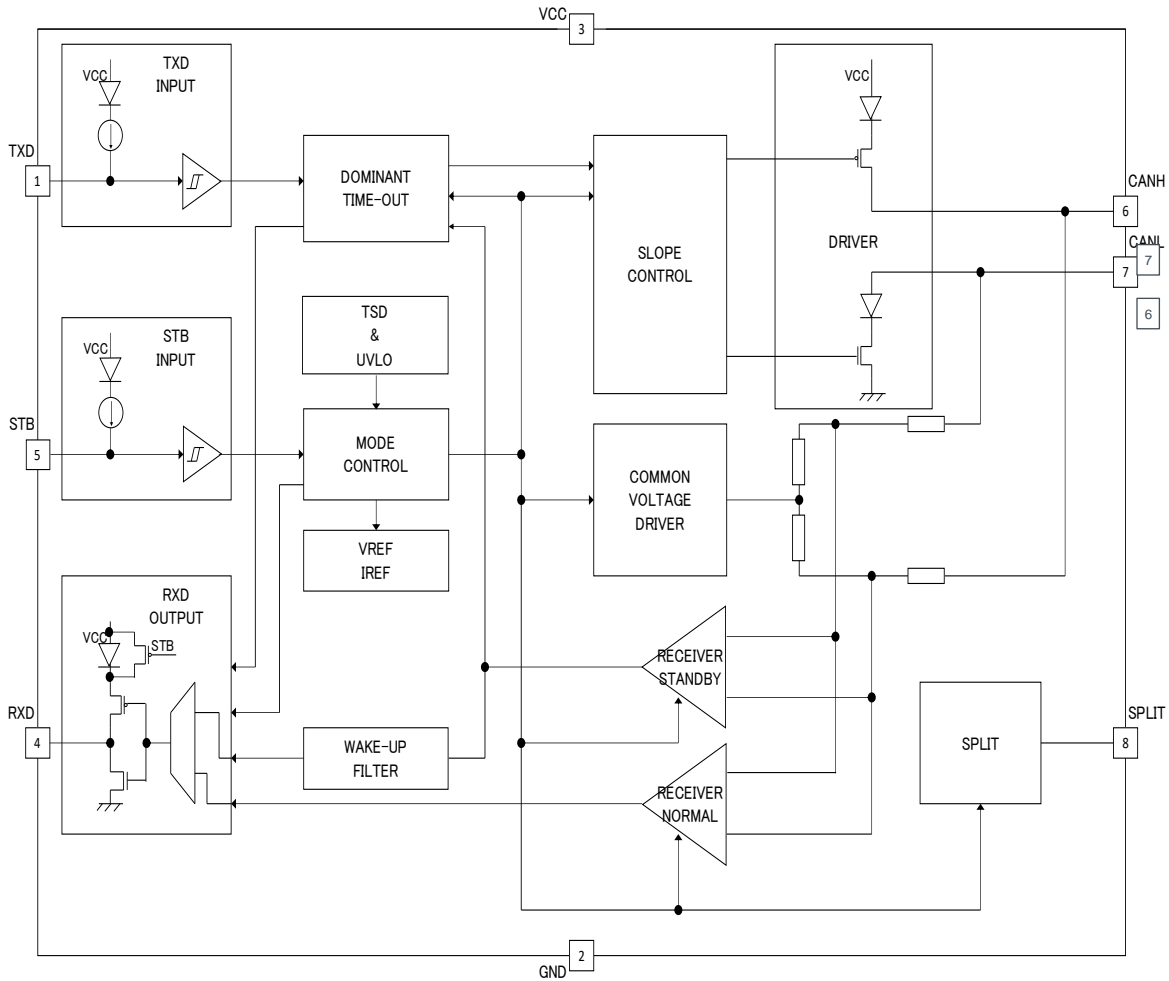 VCC
3
TXD
INPUT
VCC
TXD
1
DOMINANT
TIME-OUT
VCC
DRIVER
SLOPE
CONTROL
CANH
6
CANL
7
7
6
STB
INPUT
VCC
STB
5
TSD
&
UVLO
MODE
CONTROL
VREF
IREF
COMMON
VOLTAGE
DRIVER
RXD
OUTPUT
VCC
STB
RXD
4
WAKE-UP
FILTER
RECEIVER
STANDBY
RECEIVER
NORMAL
SPLIT
SPLIT
8
2
GND